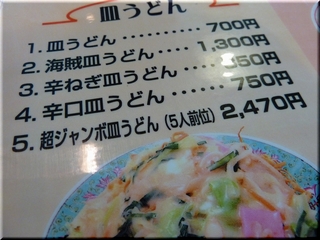 皿うどん
1. 皿うどん ・・・・・・・・・ 700円
2. 海賊皿うどん ・・・・ 1,300円
3. 辛ねぎ皿うどん ・・・ 50円
4. 辛口皿うどん ・・・・・ 750円
5. 超ジャンボ皿うどん (5人前位) 2,470円